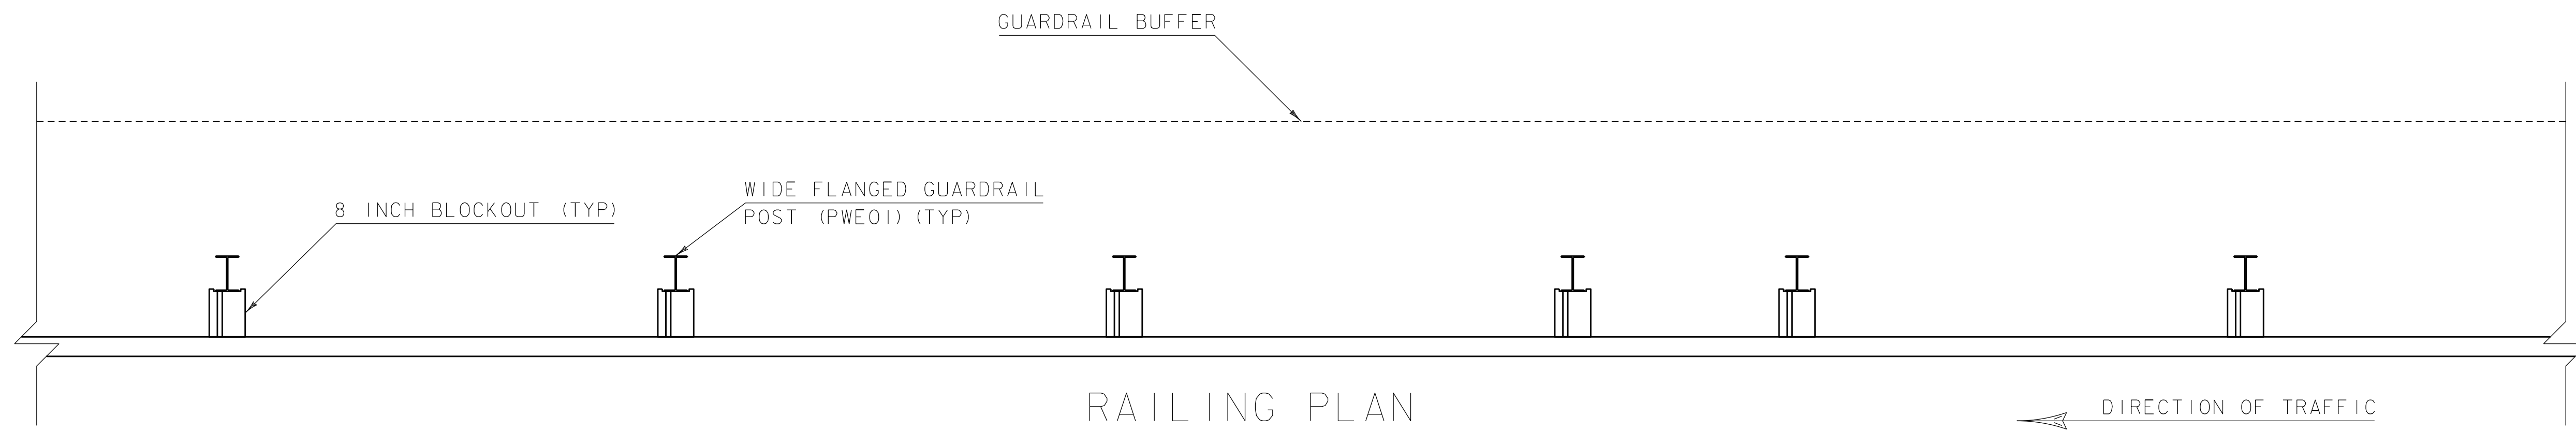 GUARDRAIL BUFFER
WIDE FLANGED GUARDRAIL
POST (PWE01) (TYP)
8 INCH BLOCKOUT (TYP)
RAILING PLAN
DIRECTION OF TRAFFIC